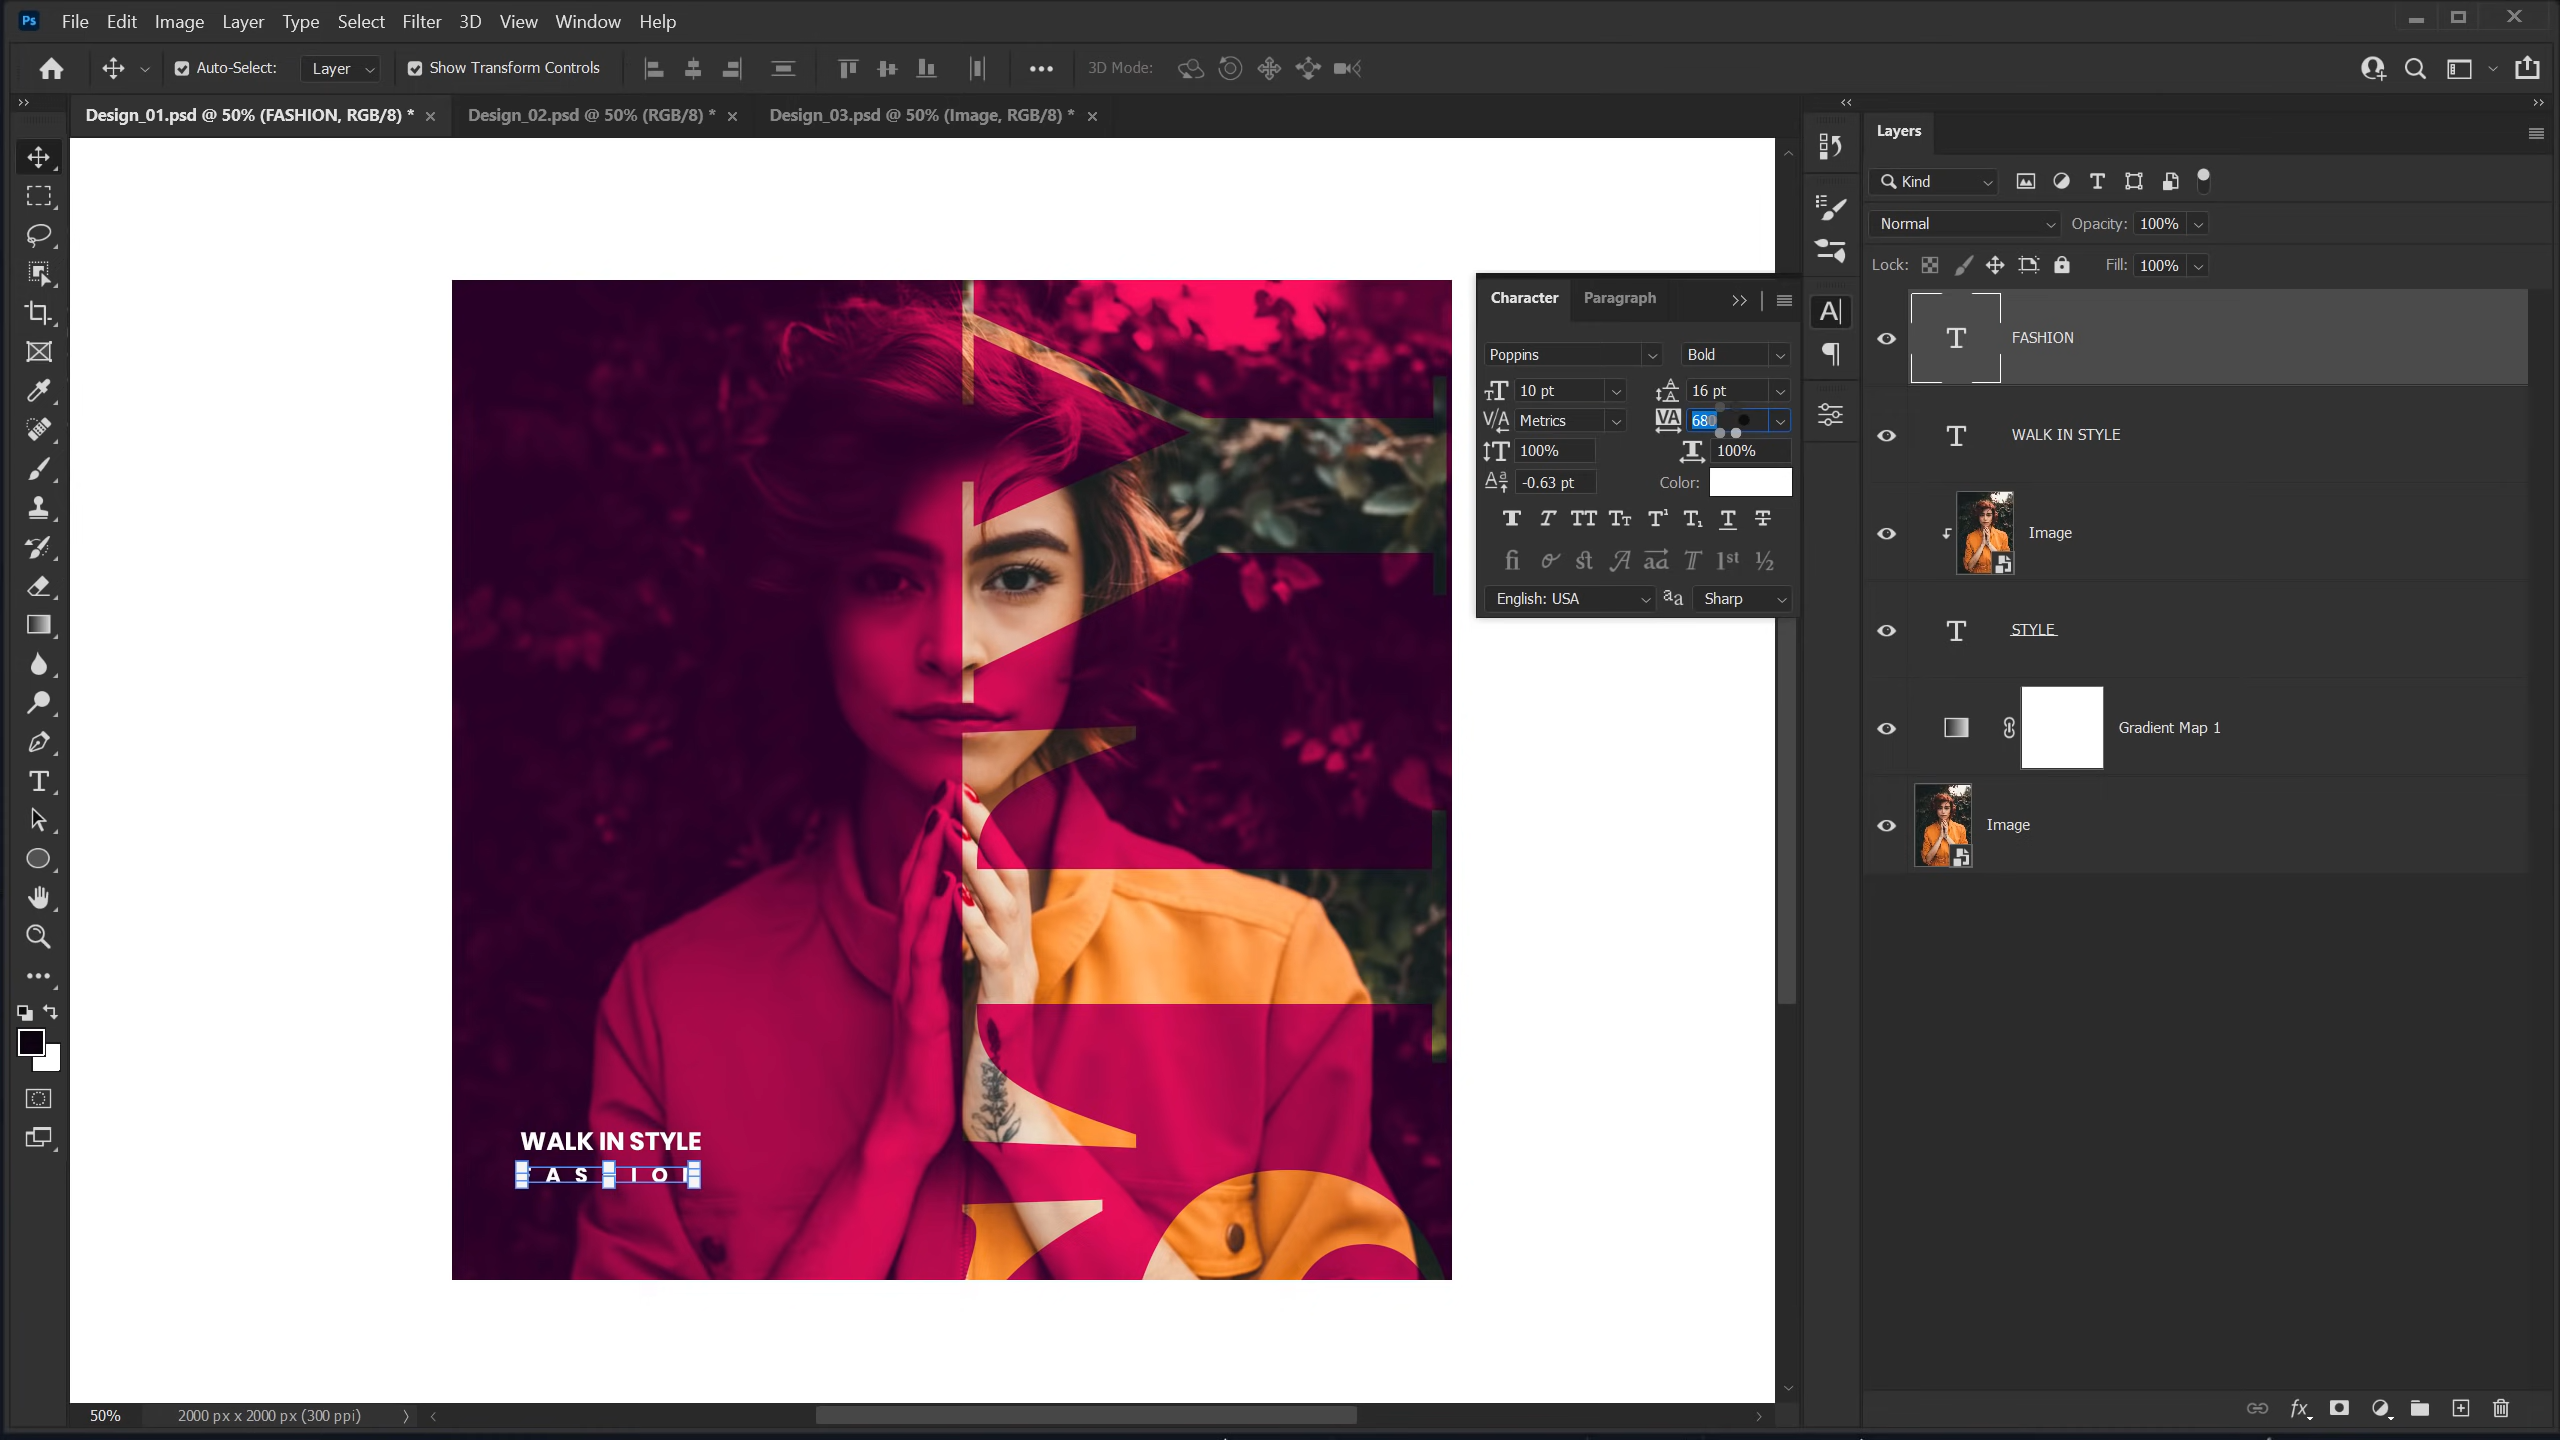 Ps File Edit Image Layer Type Select Filter 3D View Window Help
Auto-Select: Layer Show Transform Controls 3D Mode:
Design_01.psd @ 50% (FASHION, RGB/8) * Design_02.psd @ 50% (RGB/8) * Design_03.psd @ 50% (Image, RGB/8) *
WALK IN STYLE
A S I O
Character Paragraph
Poppins Bold
10 pt 16 pt
Metrics 680
100% 100%
-0.63 pt Color:
English: USA Sharp
Layers
Kind
Normal Opacity: 100%
Lock: Fill: 100%
FASHION
WALK IN STYLE
Image
STYLE
Gradient Map 1
Image
50% 2000 px x 2000 px (300 ppi)